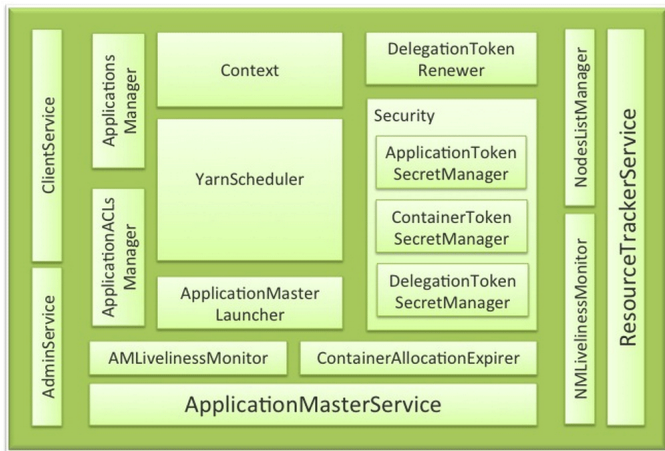 ClientService
AdminService
Applications
Manager
ApplicationACLs
Manager
Context
YarnScheduler
ApplicationMaster
Launcher
DelegationToken
Renewer
Security
ApplicationToken
SecretManager
ContainerToken
SecretManager
DelegationToken
SecretManager
AMLivelinessMonitor
ContainerAllocationExpirer
ApplicationMasterService
NodesListManager
NMLivelinessMonitor
ResourceTrackerService